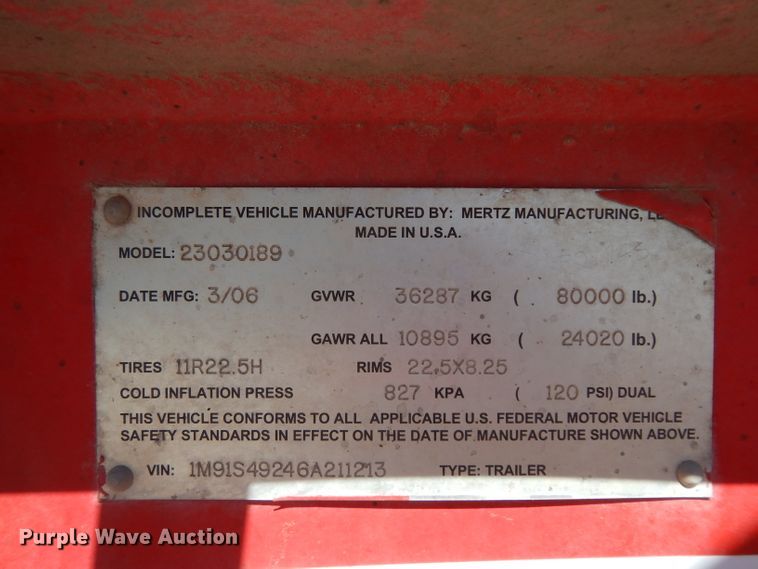 INCOMPLETE VEHICLE MANUFACTURED BY: MERTZ MANUFACTURING,
MADE IN U.S.A.
MODEL: 23030189
DATE MFG: 3/06 GVWR 36287 KG ( 80000 lb.)
GAWR ALL 10895 KG ( 24020 lb.)
TIRES 11R22.5H RIMS 22.5X8.25
COLD INFLATION PRESS 827 KPA ( 120 PSI) DUAL
THIS VEHICLE CONFORMS TO ALL APPLICABLE U.S. FEDERAL MOTOR VEHICLE
SAFETY STANDARDS IN EFFECT ON THE DATE OF MANUFACTURE SHOWN ABOVE.
VIN: 1M91S49246A211213 TYPE: TRAILER
Purple Wave Auction